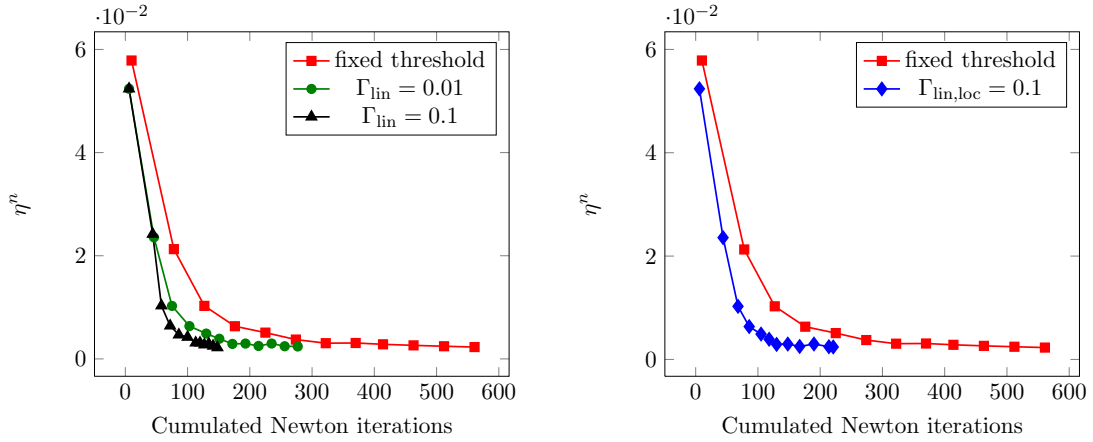 ·10⁻²
6
4
2
0
ηⁿ
0 100 200 300 400 500 600
Cumulated Newton iterations
fixed threshold
Γ_lin = 0.01
Γ_lin = 0.1
·10⁻²
6
4
2
0
ηⁿ
0 100 200 300 400 500 600
Cumulated Newton iterations
fixed threshold
Γ_lin,loc = 0.1